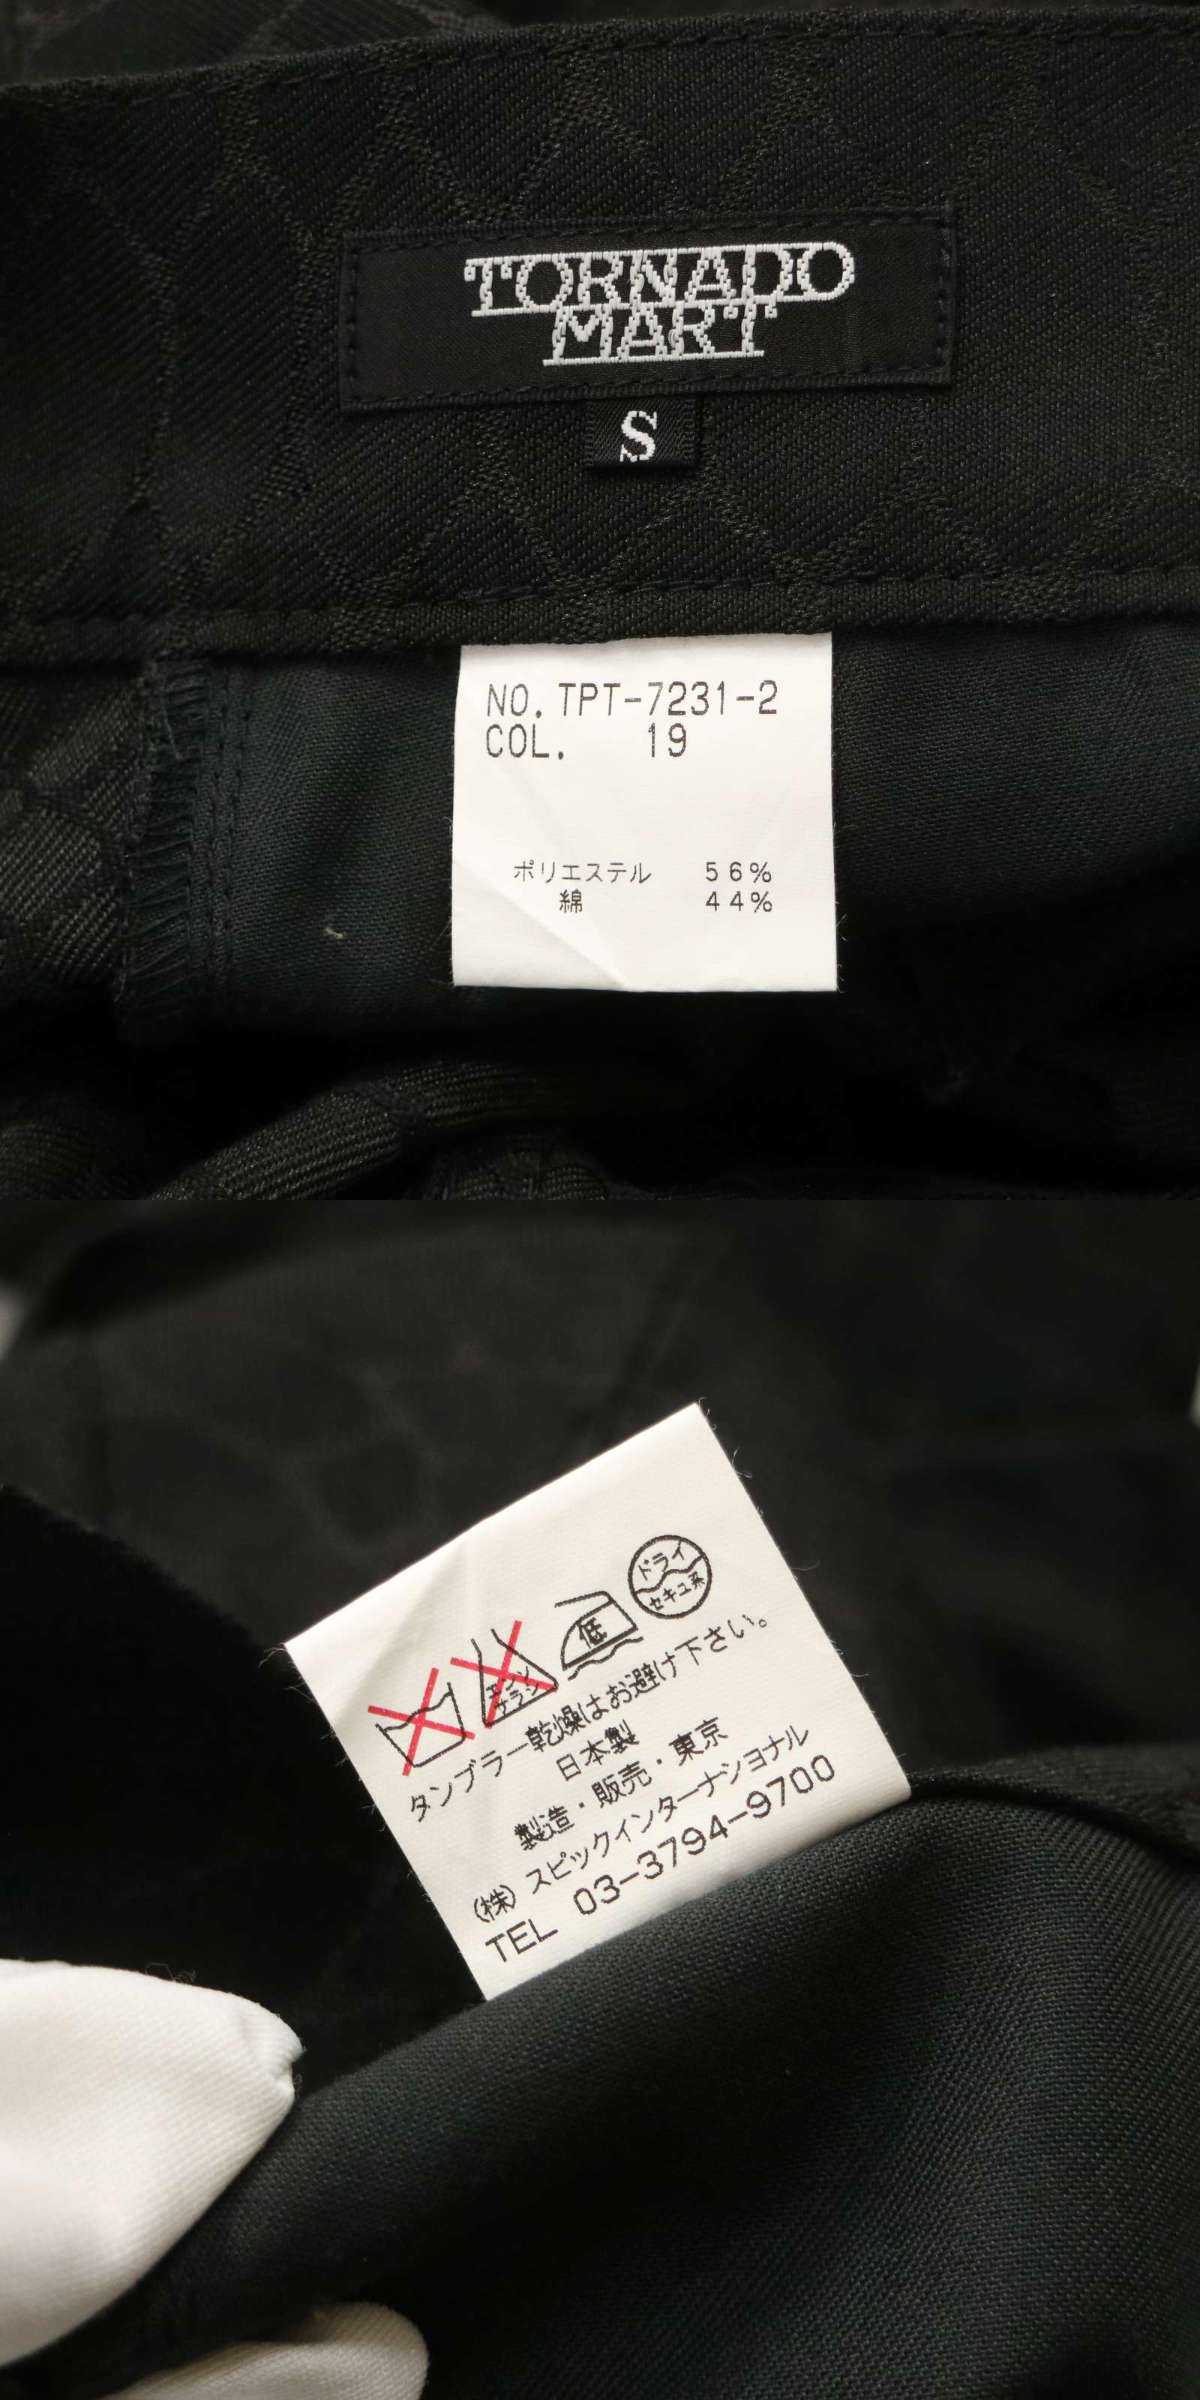 TORNADO
MART
S
NO. TPT-7231-2
COL. 19
ポリエステル 56%
綿 44%
エンソ
サラシ
低
ドライ
セキユ系
タンブラー乾燥はお避け下さい。
日本製
製造・販売・東京
(株) スピックインターナショナル
TEL 03-3794-9700